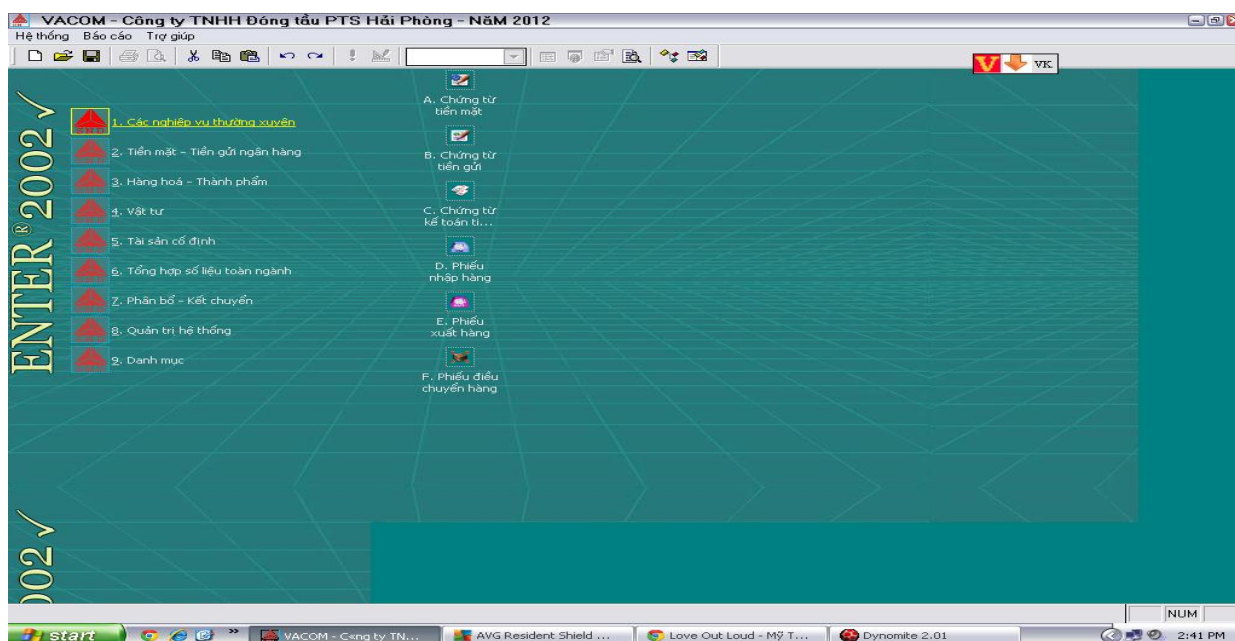 VACOM - Công ty TNHH Đóng tầu PTS Hải Phòng - NăM 2012
Hệ thống Báo cáo Trợ giúp
V VK
ENTER® 2002 √
1. Các nghiệp vụ thường xuyên
2. Tiền mặt - Tiền gửi ngân hàng
3. Hàng hoá - Thành phẩm
4. Vật tư
5. Tài sản cố định
6. Tổng hợp số liệu toàn ngành
7. Phân bổ - Kết chuyển
8. Quản trị hệ thống
9. Danh mục
A. Chứng từ
tiền mặt
B. Chứng từ
tiền gửi
C. Chứng từ
kế toán ti...
D. Phiếu
nhập hàng
E. Phiếu
xuất hàng
F. Phiếu điều
chuyển hàng
002 √
NUM
start
VACOM - C«ng ty TN...
AVG Resident Shield ...
Love Out Loud - Mỹ T...
Dynomite 2.01
2:41 PM